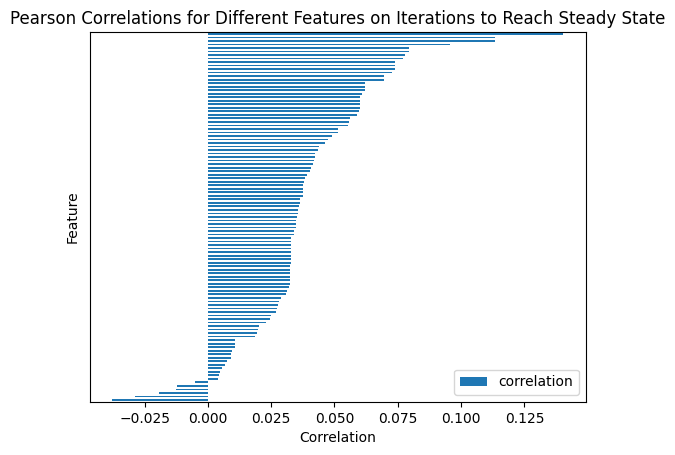 Pearson Correlations for Different Features on Iterations to Reach Steady State
Feature
correlation
−0.025 0.000 0.025 0.050 0.075 0.100 0.125
Correlation